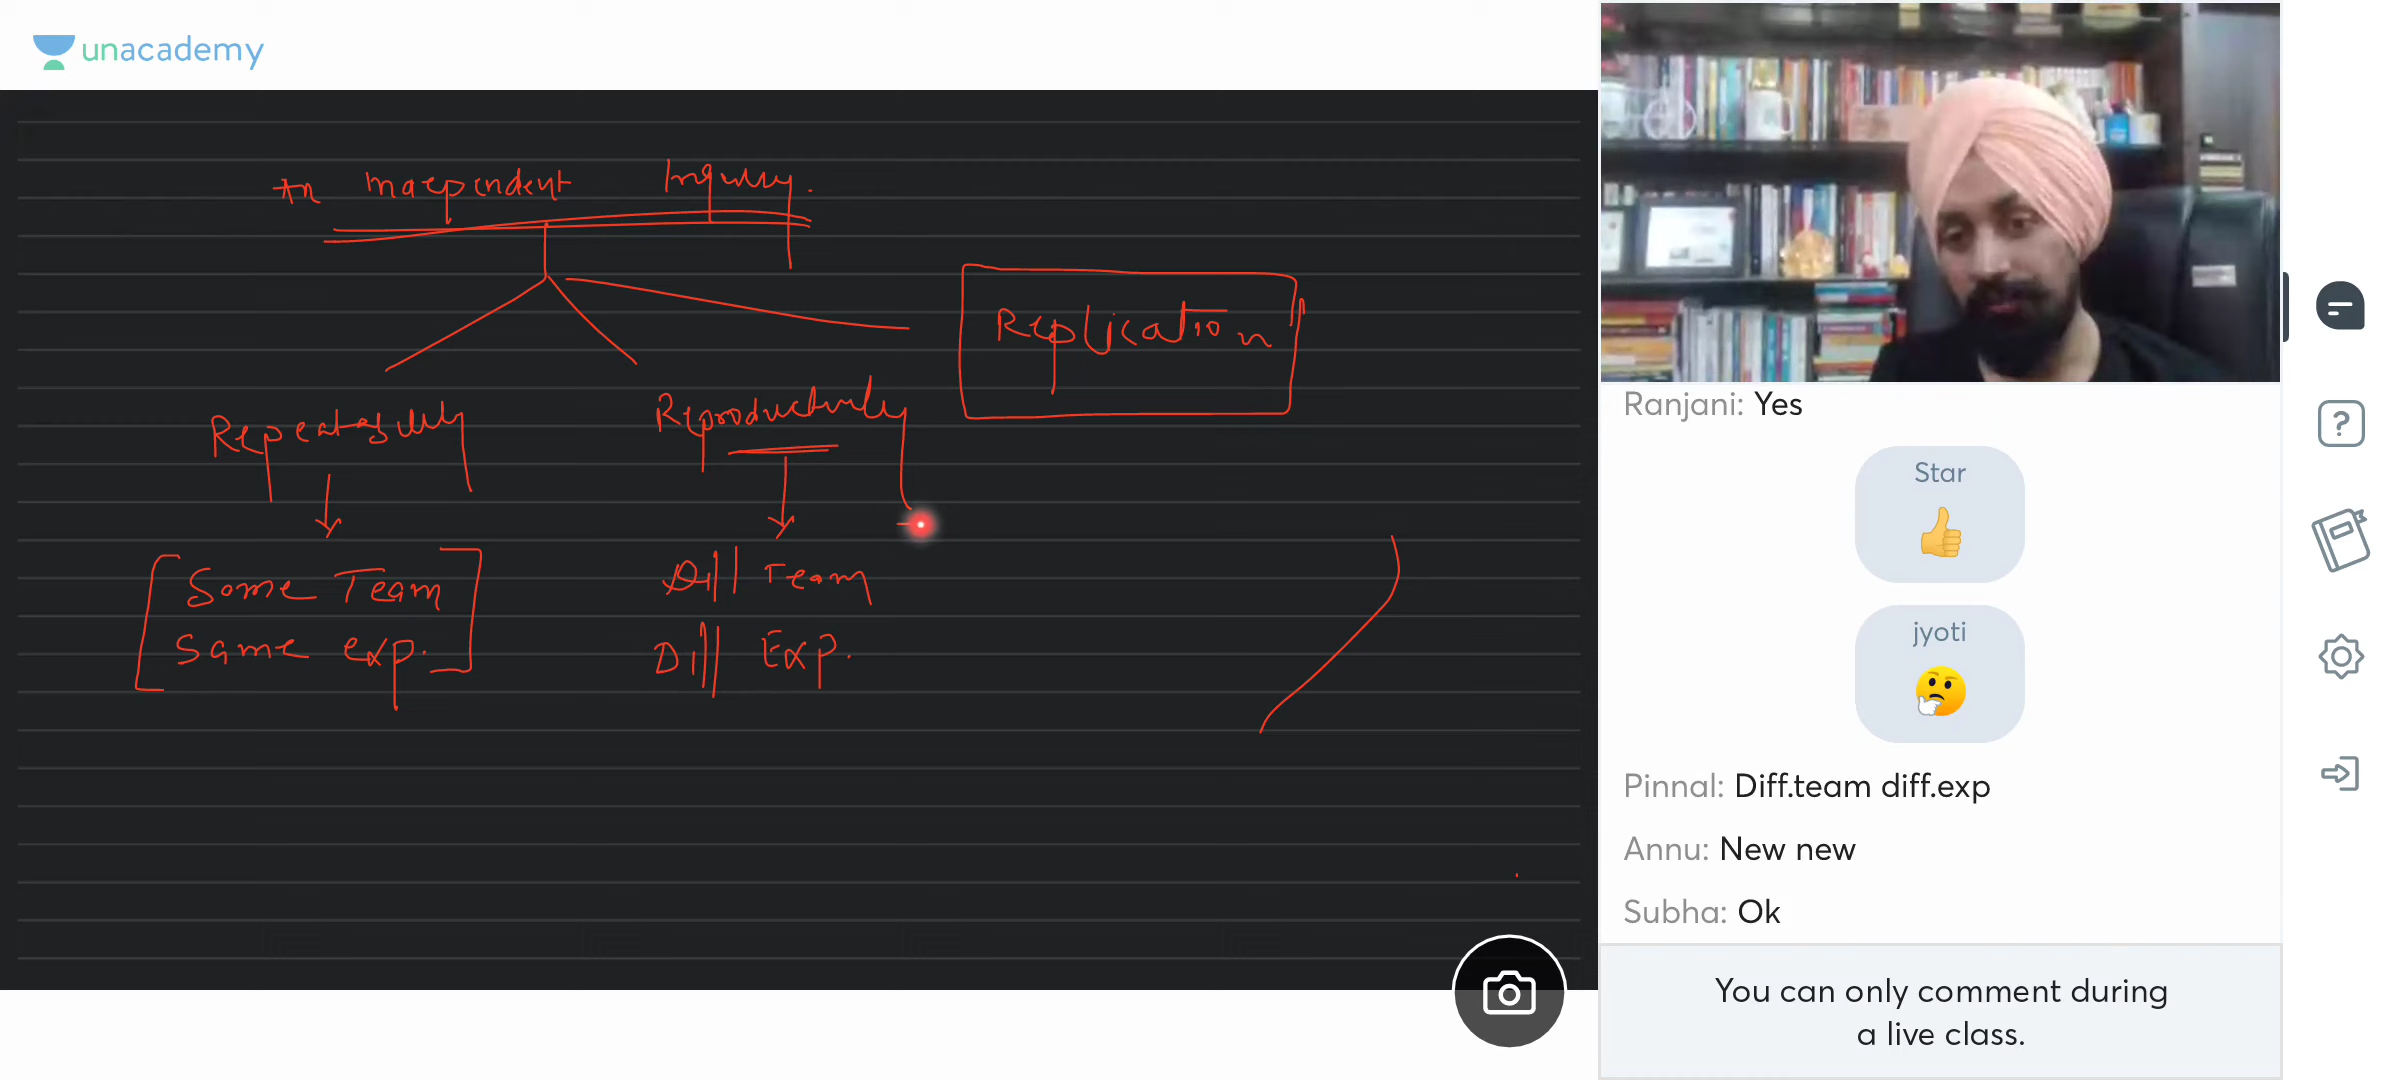 unacademy
An Independent Inquiry.
Replication
Repeatability
Reproductively
Same Team
Same exp.
Diff Team
Diff Exp.
Ranjani: Yes
Star
jyoti
Pinnal: Diff.team diff.exp
Annu: New new
Subha: Ok
You can only comment during
a live class.